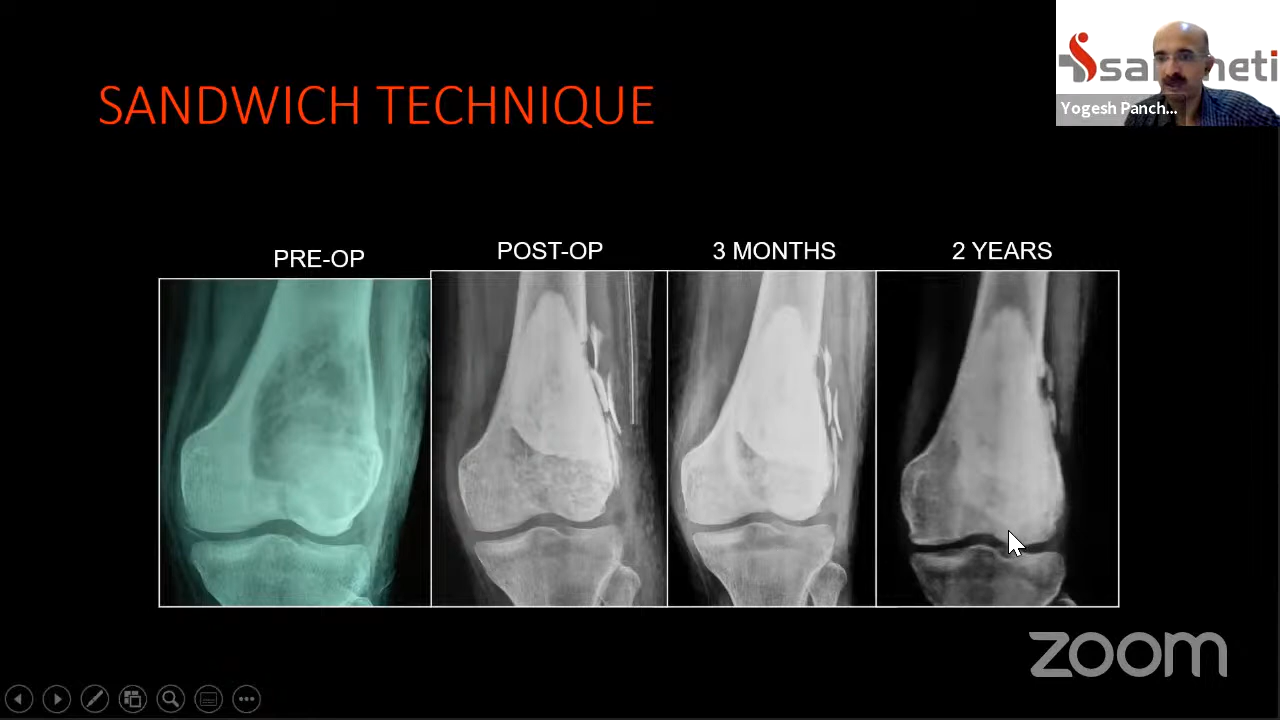 SANDWICH TECHNIQUE
Yogesh Panch...
PRE-OP
POST-OP
3 MONTHS
2 YEARS
zoom